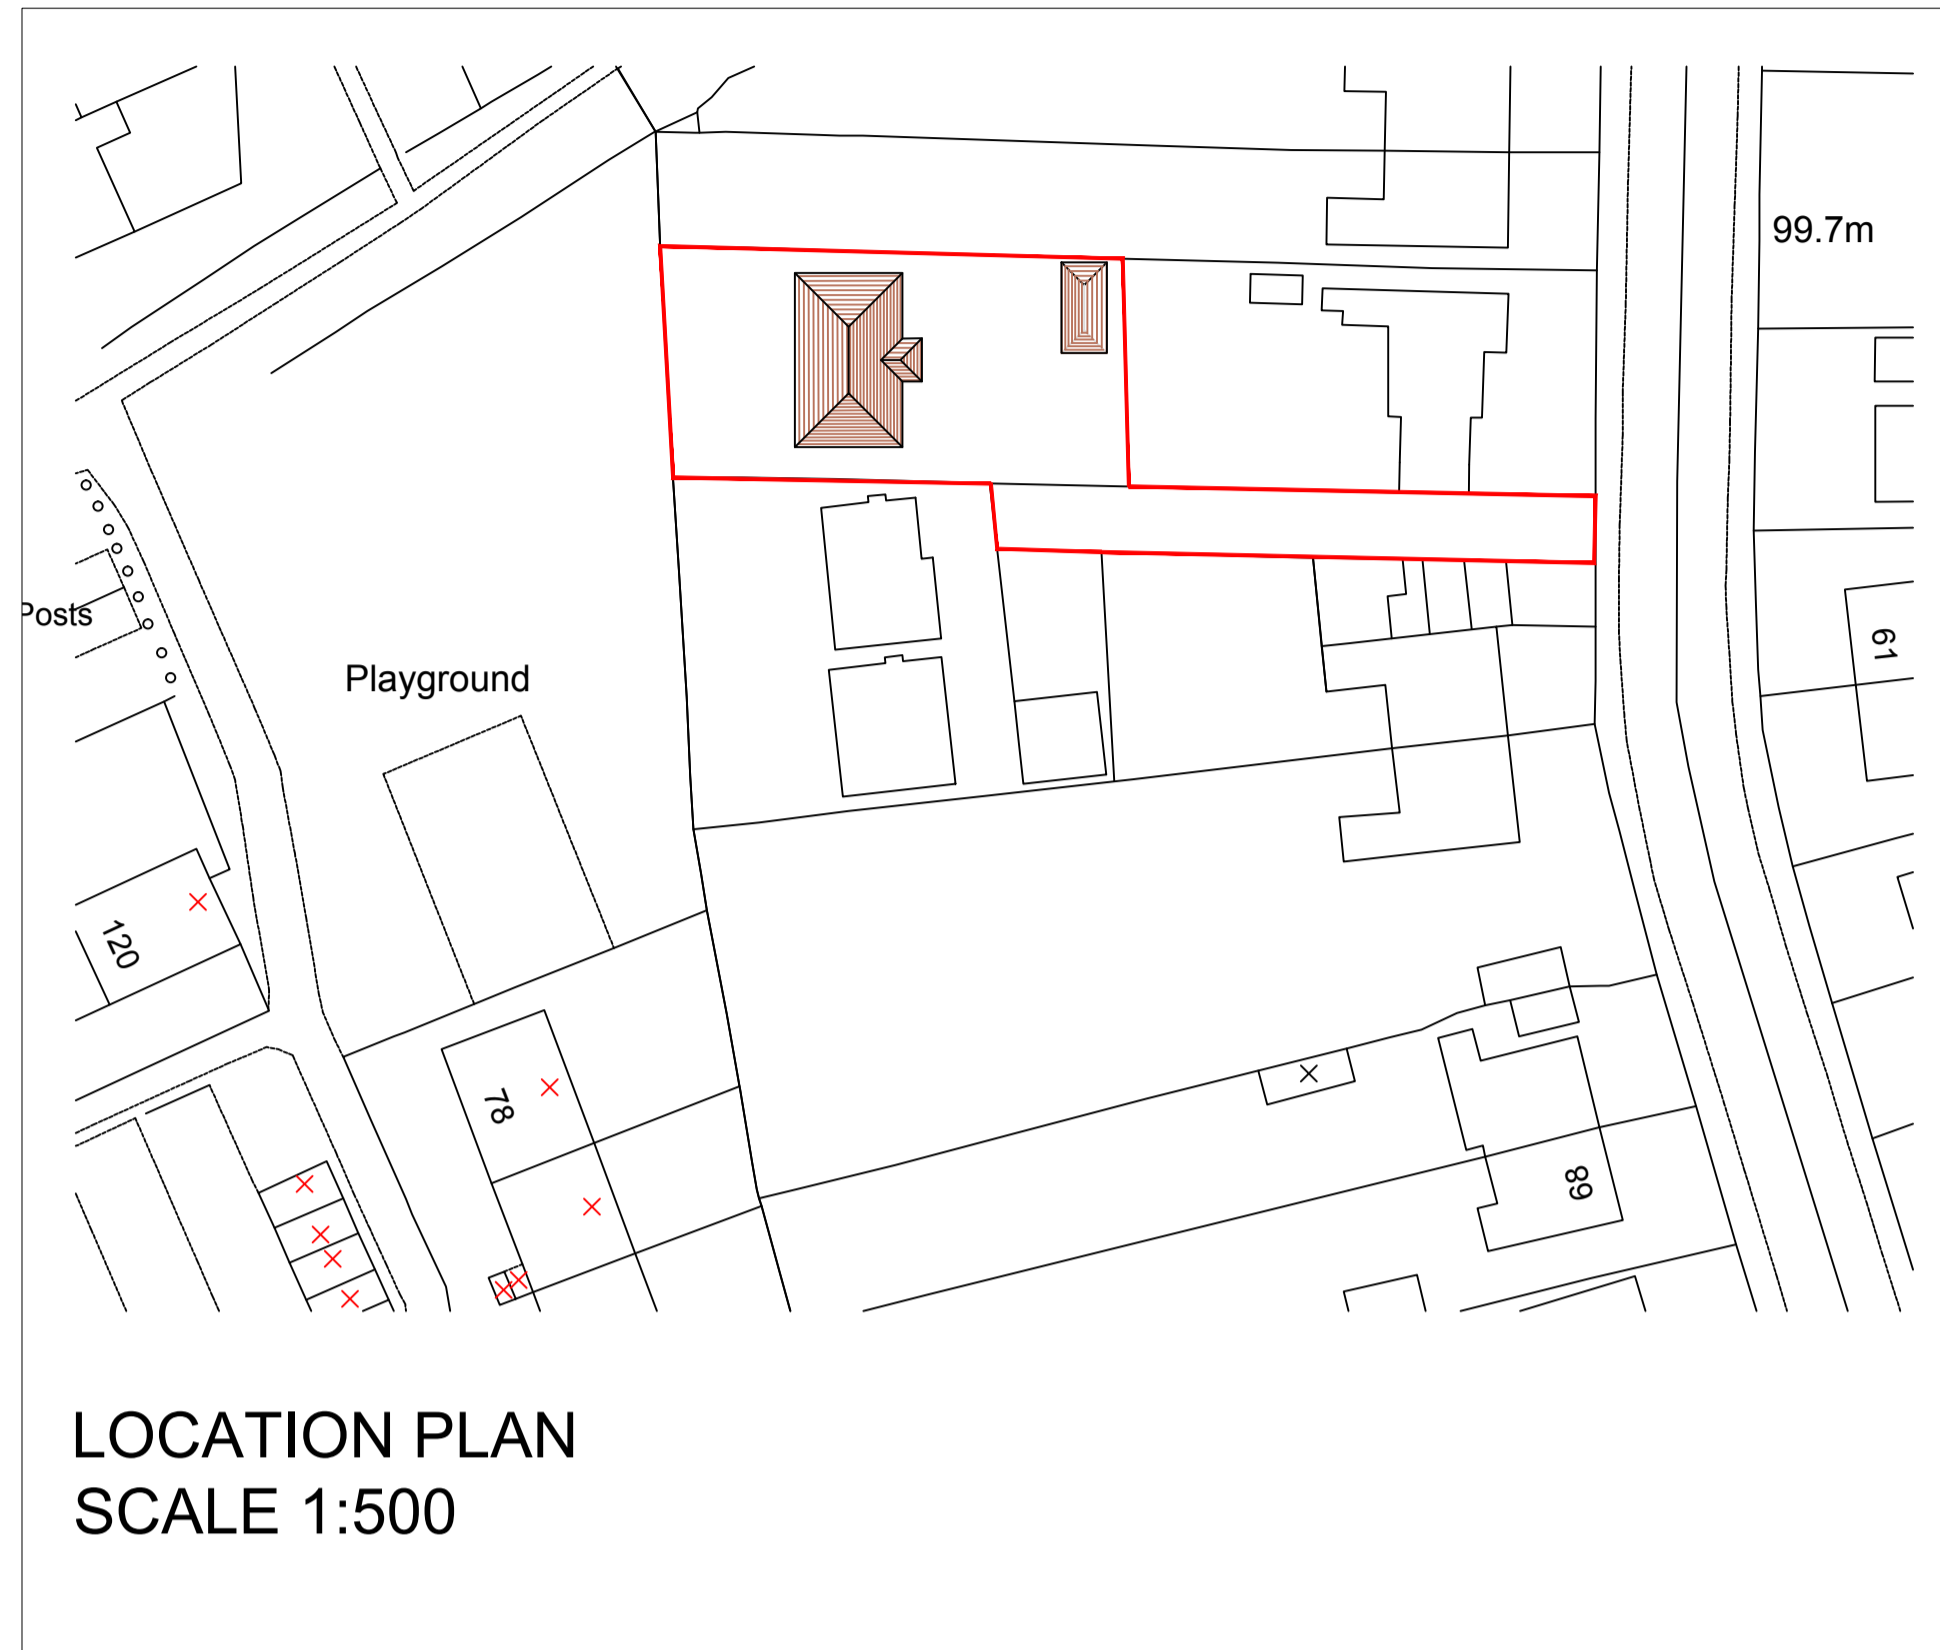 99.7m
Posts
61
Playground
120
78
89
LOCATION PLAN
SCALE 1:500